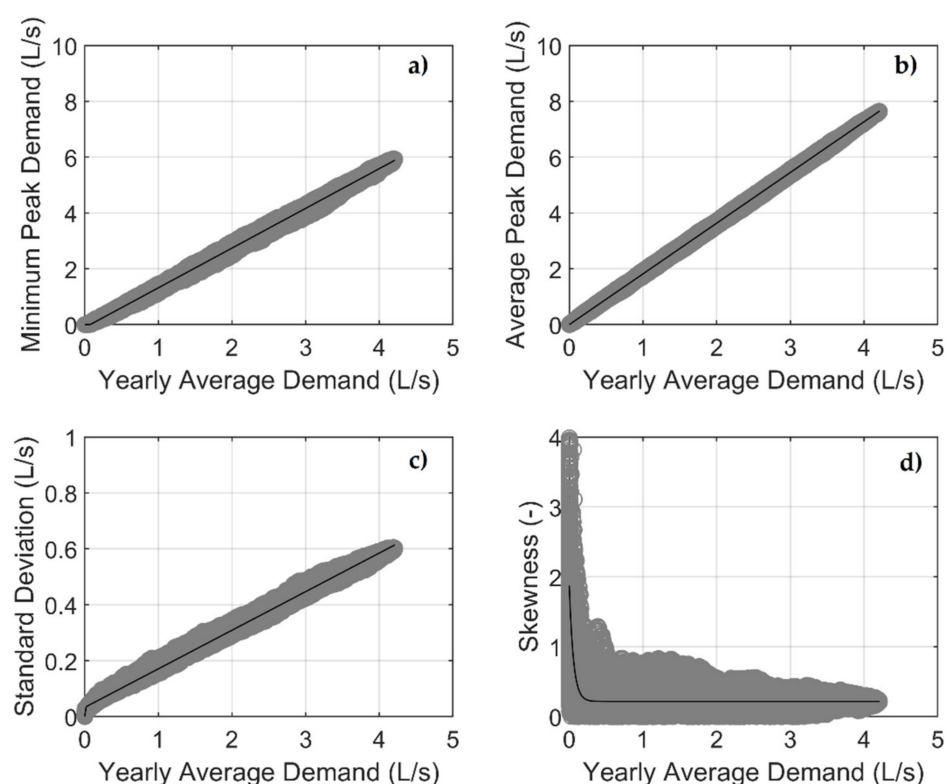 Minimum Peak Demand (L/s)
10
8
6
4
2
0
0 1 2 3 4 5
Yearly Average Demand (L/s)
a)
Average Peak Demand (L/s)
10
8
6
4
2
0
0 1 2 3 4 5
Yearly Average Demand (L/s)
b)
Standard Deviation (L/s)
1
0.8
0.6
0.4
0.2
0
0 1 2 3 4 5
Yearly Average Demand (L/s)
c)
Skewness (-)
4
3
2
1
0
0 1 2 3 4 5
Yearly Average Demand (L/s)
d)